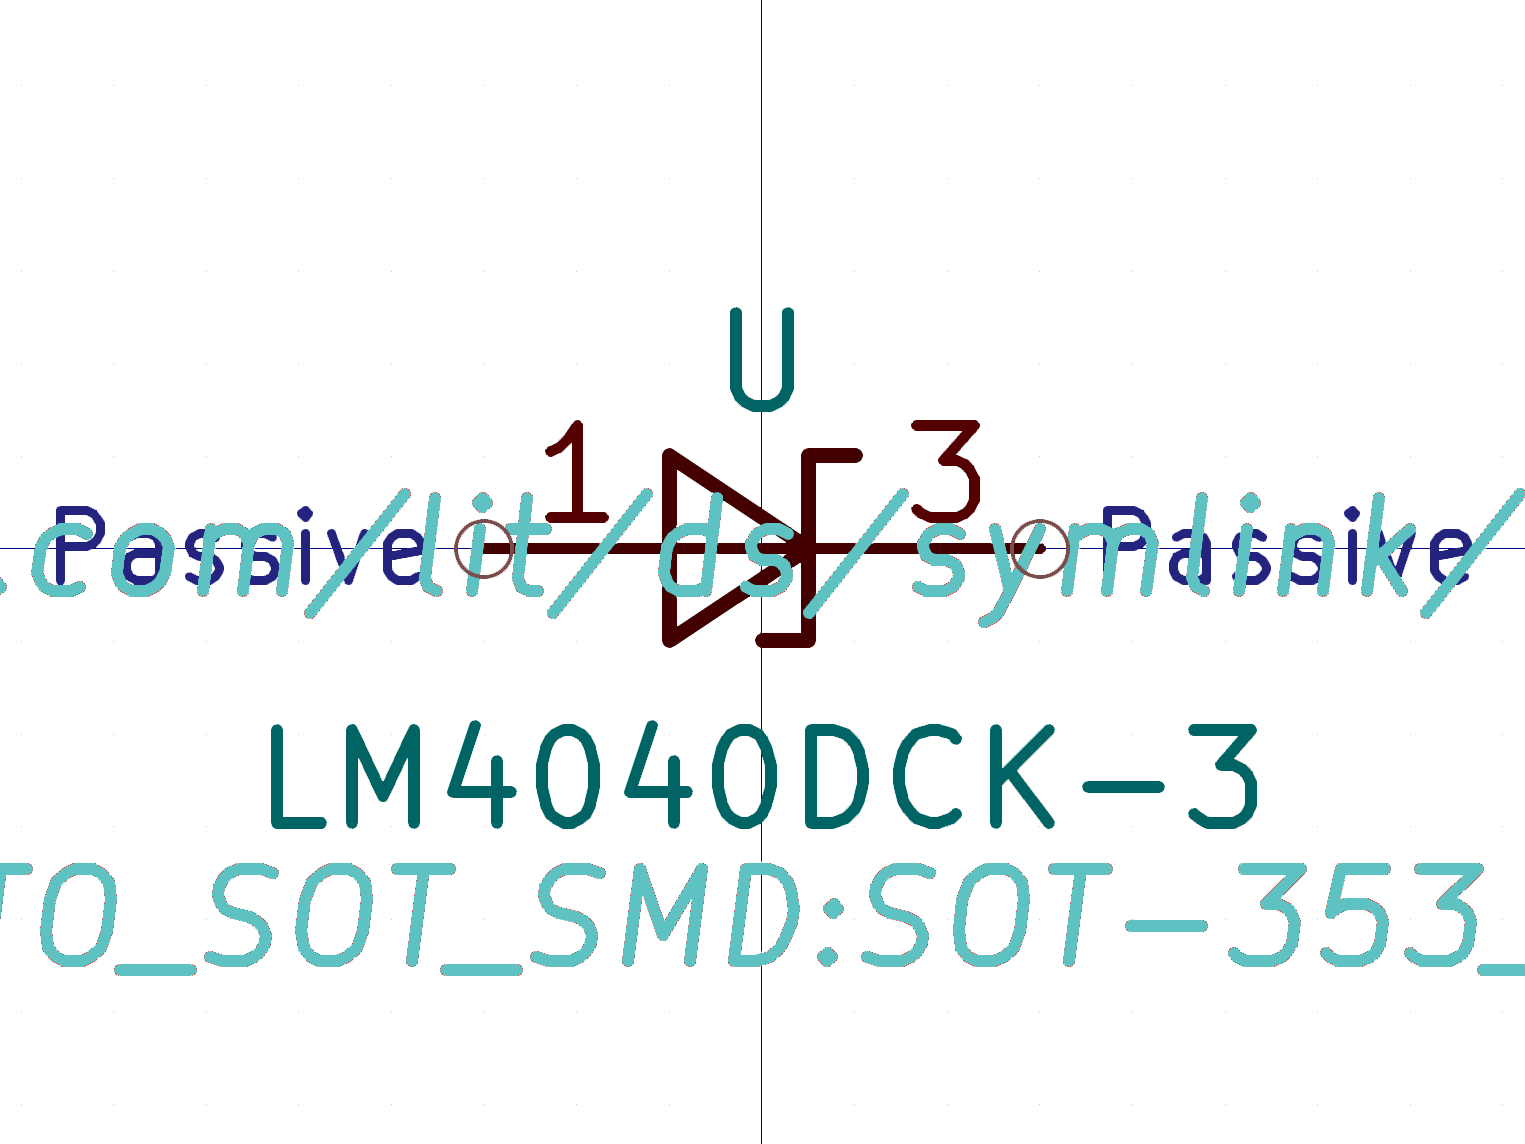 U
1 3
Passive .com/lit/ds/symlink/ Passive
LM4040DCK-3
TO_SOT_SMD:SOT-353_